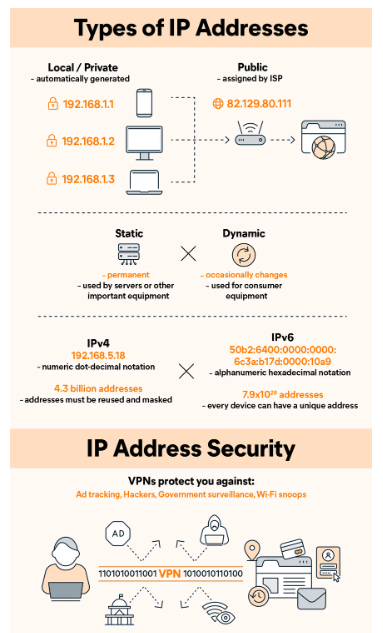 Types of IP Addresses
Local / Private
- automatically generated
Public
- assigned by ISP
192.168.1.1
82.129.80.111
192.168.1.2
192.168.1.3
Static
- permanent
- used by servers or other
important equipment
Dynamic
- occasionally changes
- used for consumer
equipment
IPv4
192.168.5.18
- numeric dot-decimal notation
4.3 billion addresses
- addresses must be reused and masked
IPv6
50b2:6400:0000:0000:
6c3a:b17d:0000:10a9
- alphanumeric hexadecimal notation
7.9x10²⁸ addresses
- every device can have a unique address
IP Address Security
VPNs protect you against:
Ad tracking, Hackers, Government surveillance, Wi-Fi snoops
AD
1101010011001 VPN 1010010110100